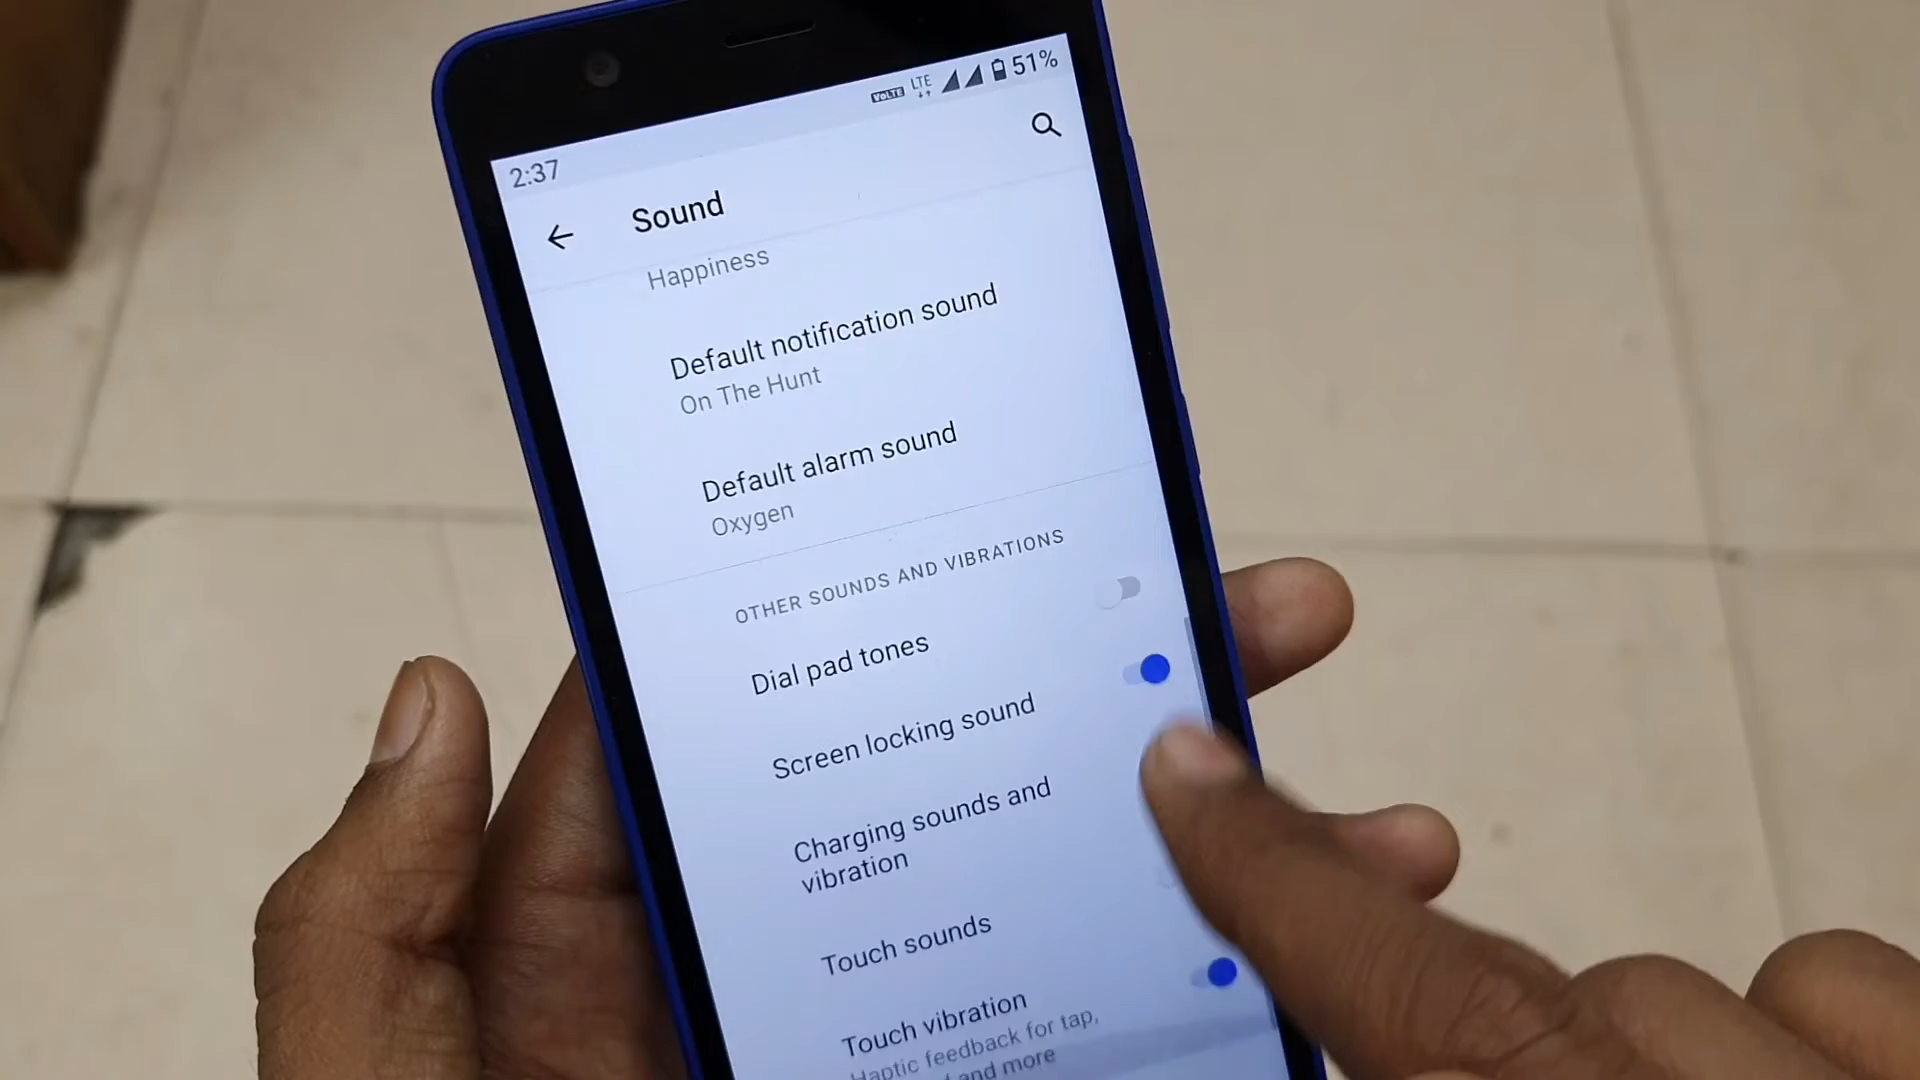 2:37
VoLTE LTE 51%
Sound
Happiness
Default notification sound
On The Hunt
Default alarm sound
Oxygen
OTHER SOUNDS AND VIBRATIONS
Dial pad tones
Screen locking sound
Charging sounds and
vibration
Touch sounds
Touch vibration
Haptic feedback for tap,
and more